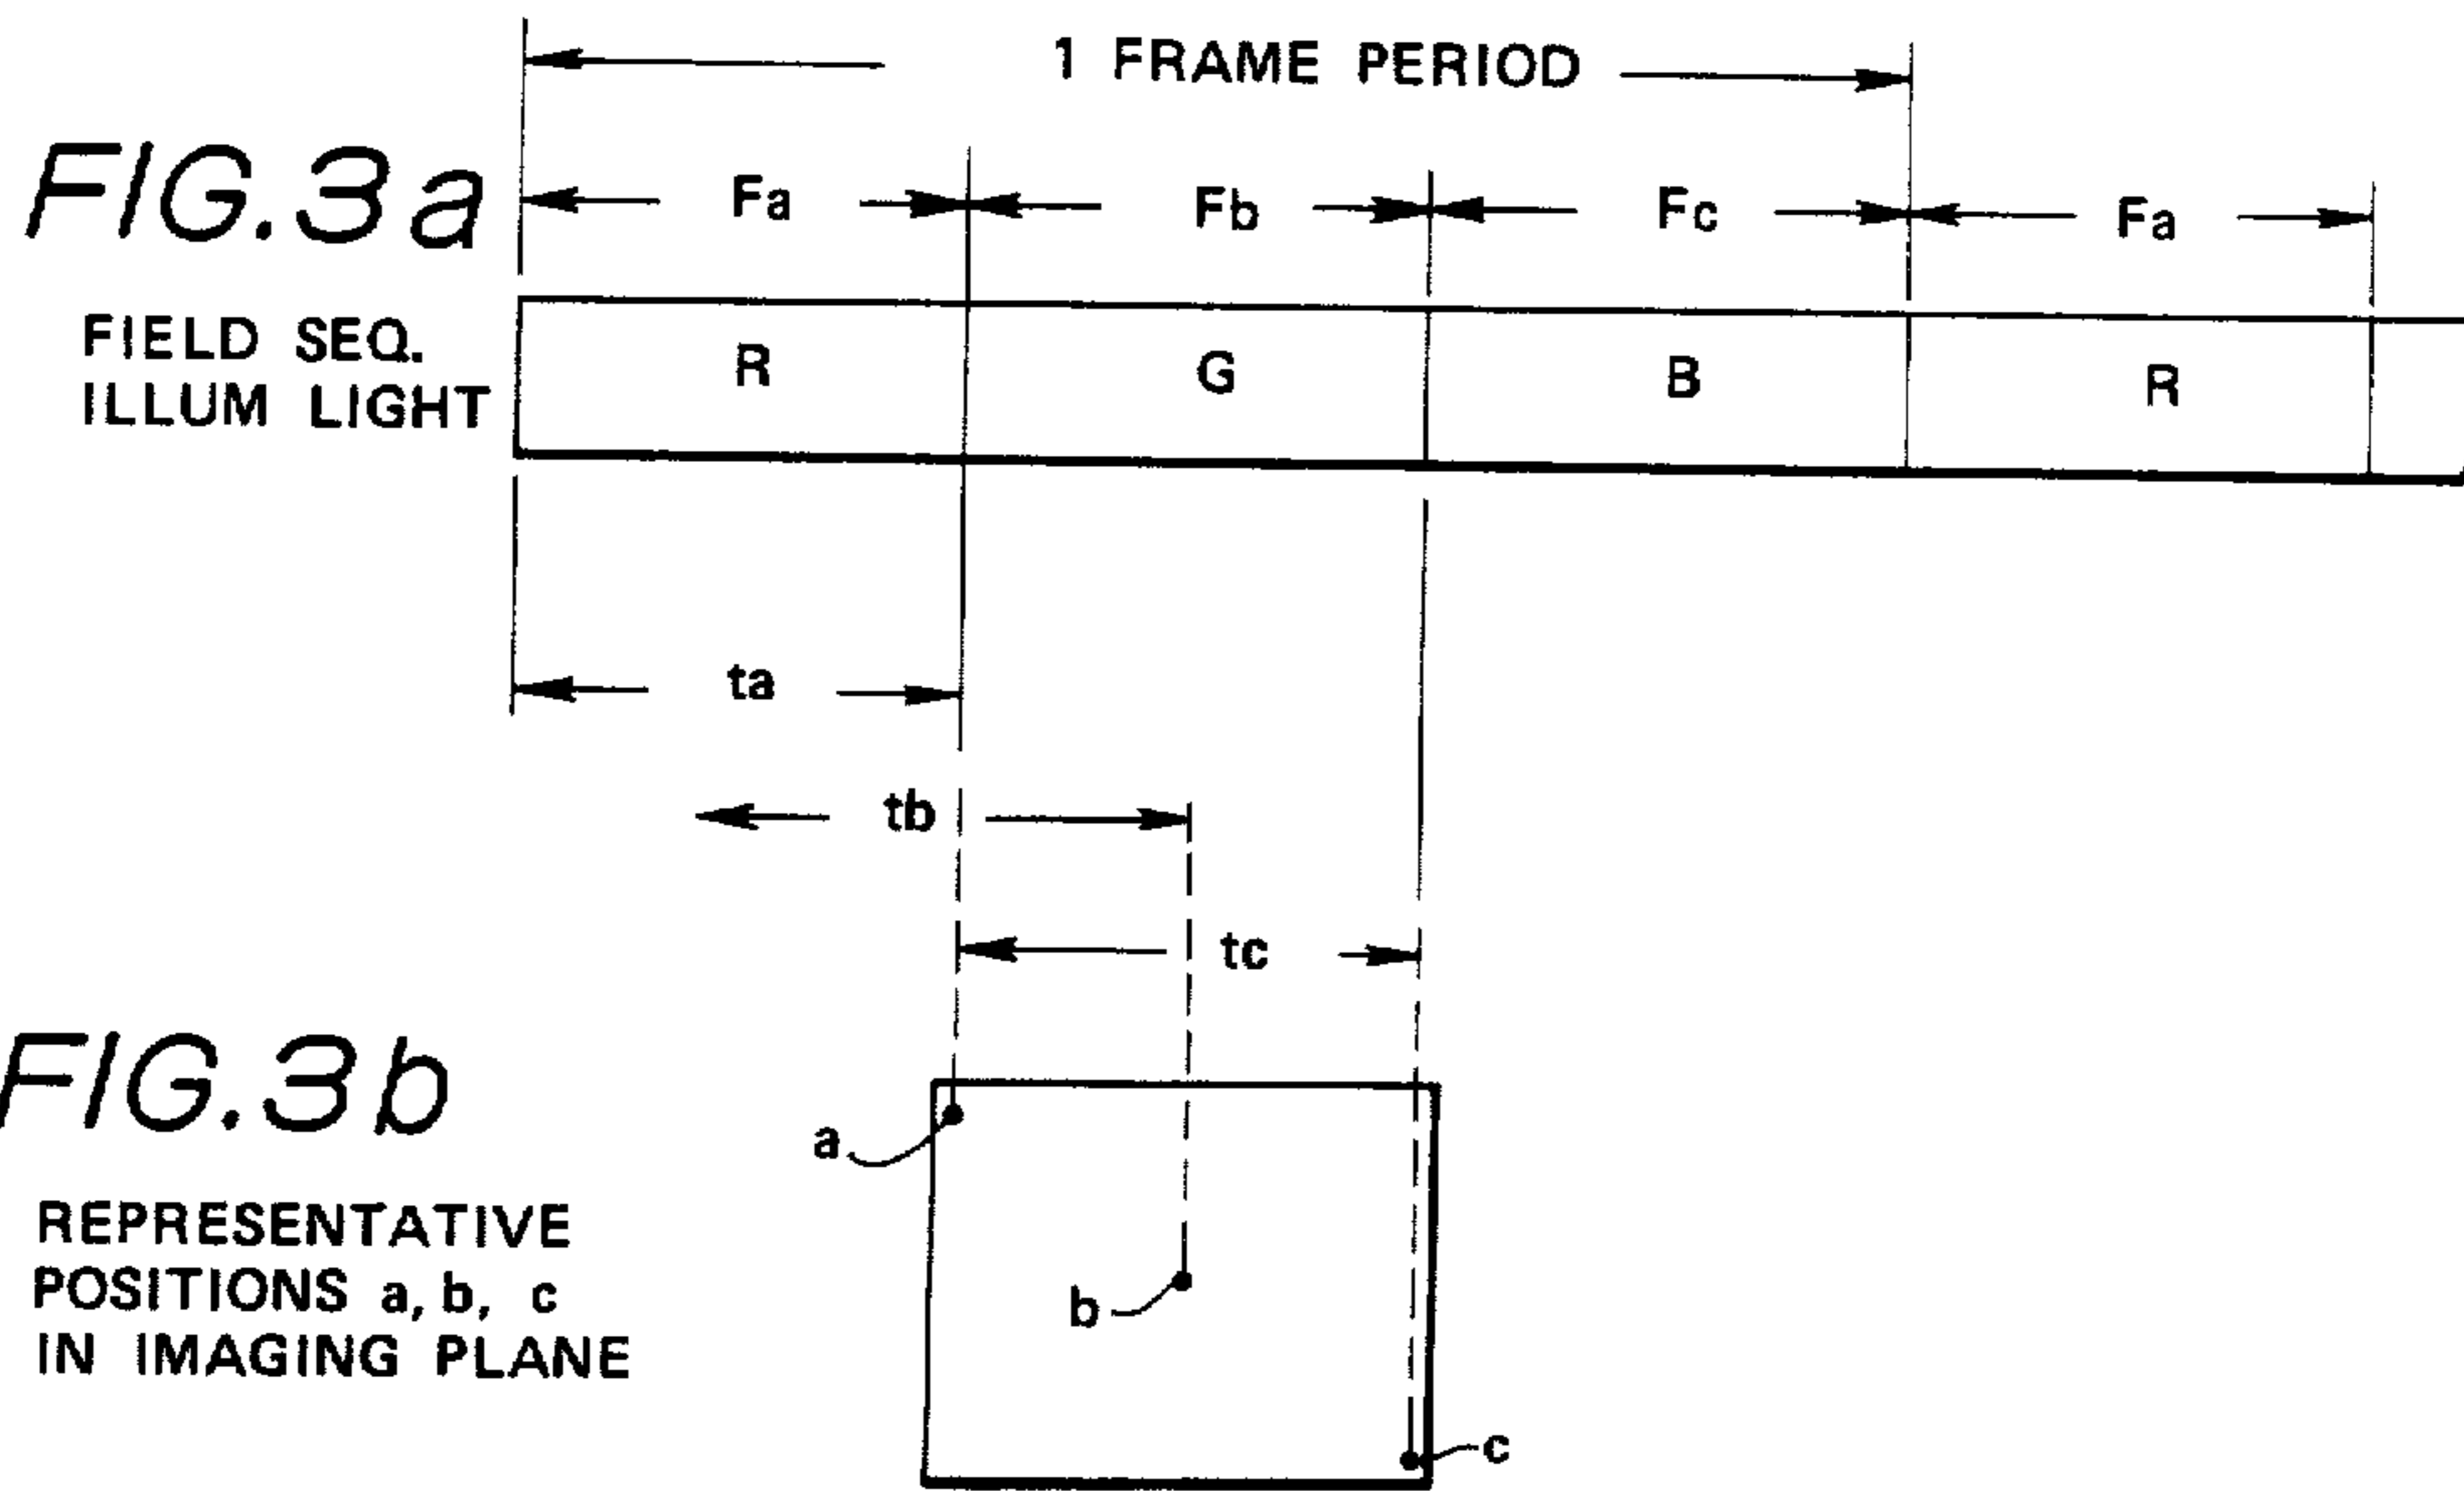 1 FRAME PERIOD
FIG.3a
Fa Fb Fc Fa
FIELD SEQ.
ILLUM LIGHT
R G B R
ta
tb
tc
FIG.3b
a
REPRESENTATIVE
POSITIONS a, b, c
IN IMAGING PLANE
b
c